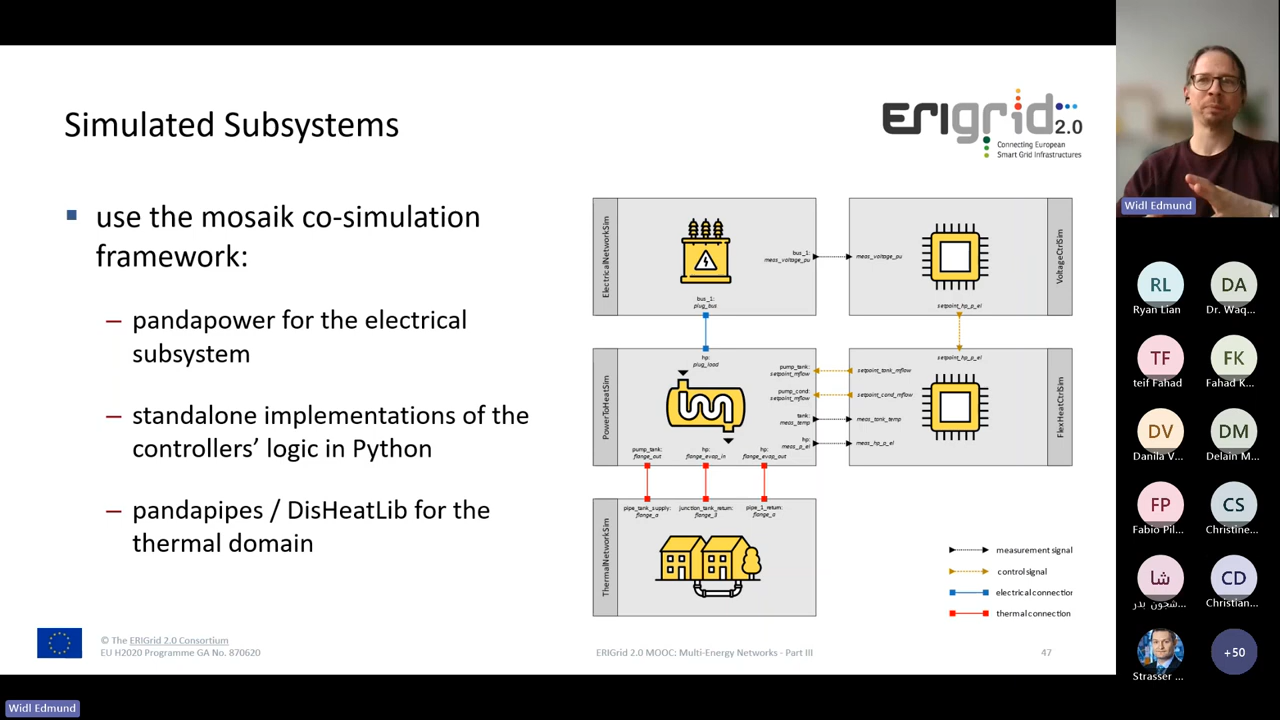 Simulated Subsystems
ERIgrid 2.0
Connecting European
Smart Grid Infrastructures
use the mosaik co-simulation
framework:
– pandapower for the electrical
subsystem
– standalone implementations of the
controllers’ logic in Python
– pandapipes / DisHeatLib for the
thermal domain
ElectricalNetworkSim
bus_1:
meas_voltage_pu
bus_1:
plug_bus
meas_voltage_pu
setpoint_hp_p_el
VoltageCtrlSim
PowerToHeatSim
hp:
plug_load
pump_tank:
setpoint_mflow
pump_cond:
setpoint_mflow
tank:
meas_temp
hp:
meas_p_el
pump_tank:
flange_out
hp:
flange_evap_in
hp:
flange_evap_out
setpoint_hp_p_el
setpoint_tank_mflow
setpoint_cond_mflow
meas_tank_temp
meas_hp_p_el
FlexHeatCtrlSim
ThermalNetworkSim
pipe_tank_supply:
flange_a
junction_tank_return:
pipe_1_return:
flange_a
measurement signal
control signal
electrical connection
thermal connection
© The ERIGrid 2.0 Consortium
EU H2020 Programme GA No. 870620
ERIGrid 2.0 MOOC: Multi-Energy Networks - Part III
47
Widl Edmund
RL
Ryan Lian
DA
Dr. Waq...
TF
teif Fahad
FK
Fahad K...
DV
Danila V...
DM
Delain M...
FP
Fabio Pil...
CS
Christine...
شا
شجون بدر...
CD
Christian...
Strasser ...
+50
Widl Edmund